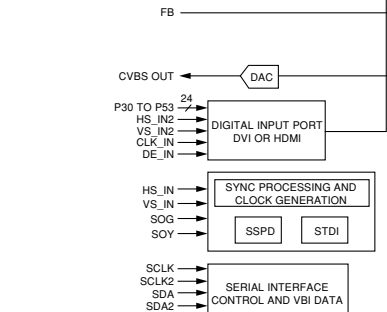 FB
CVBS OUT
DAC
24
P30 TO P53
HS_IN2
VS_IN2
CLK_IN
DE_IN
DIGITAL INPUT PORT
DVI OR HDMI
HS_IN
VS_IN
SOG
SOY
SYNC PROCESSING AND
CLOCK GENERATION
SSPD
STDI
SCLK
SCLK2
SDA
SDA2
SERIAL INTERFACE
CONTROL AND VBI DATA